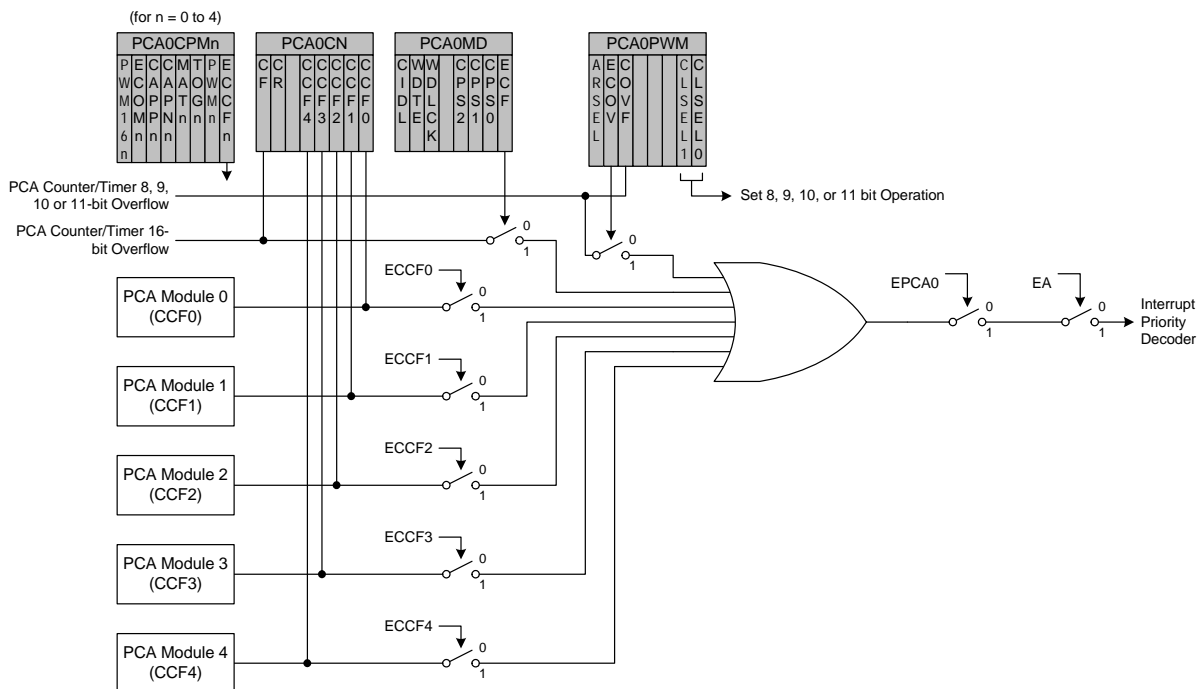 (for n = 0 to 4)
PCA0CPMn
PWM16n
ECOMn
CAPPn
CAPNn
MATn
TOGn
PWMn
ECCFn
PCA0CN
CF
CR
CCF4
CCF3
CCF2
CCF1
CCF0
PCA0MD
CIDL
WDTE
WDLCK
CPS2
CPS1
CPS0
ECF
PCA0PWM
ARSEL
ECOV
COVF
CLSEL1
CLSEL0
PCA Counter/Timer 8, 9,
10 or 11-bit Overflow
Set 8, 9, 10, or 11 bit Operation
PCA Counter/Timer 16-
bit Overflow
0
1
0
1
PCA Module 0
(CCF0)
ECCF0
0
1
EPCA0
0
1
EA
0
1
Interrupt
Priority
Decoder
PCA Module 1
(CCF1)
ECCF1
0
1
PCA Module 2
(CCF2)
ECCF2
0
1
PCA Module 3
(CCF3)
ECCF3
0
1
PCA Module 4
(CCF4)
ECCF4
0
1